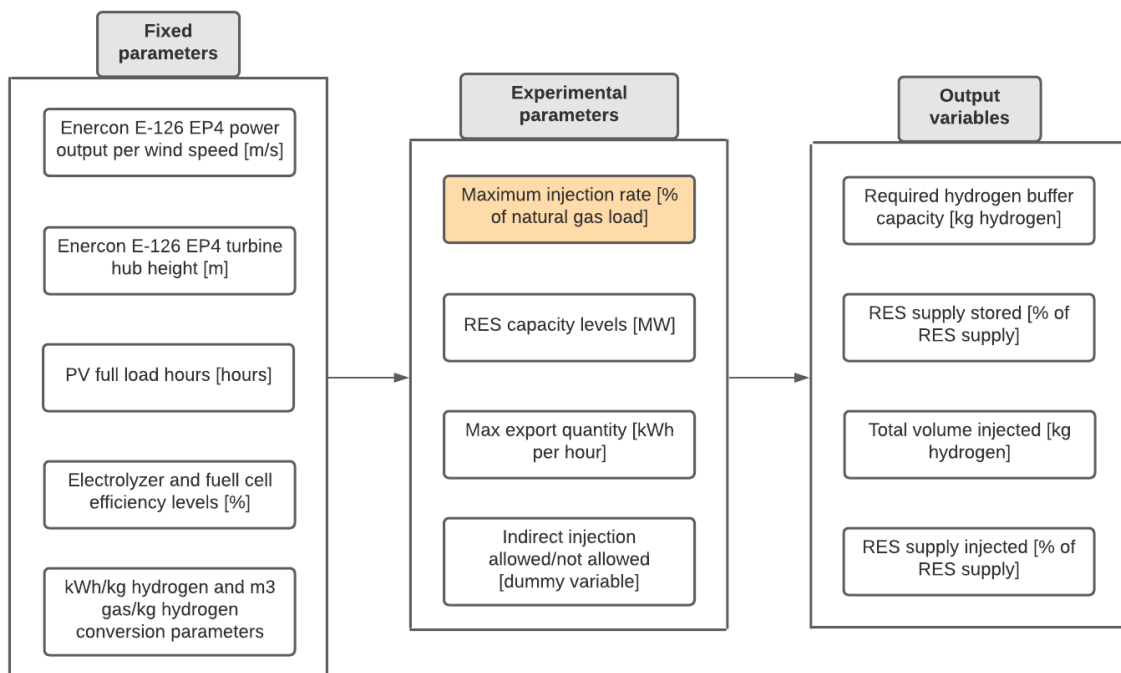 Fixed
parameters
Enercon E-126 EP4 power
output per wind speed [m/s]
Enercon E-126 EP4 turbine
hub height [m]
PV full load hours [hours]
Electrolyzer and fuell cell
efficiency levels [%]
kWh/kg hydrogen and m3
gas/kg hydrogen
conversion parameters
Experimental
parameters
Maximum injection rate [%
of natural gas load]
RES capacity levels [MW]
Max export quantity [kWh
per hour]
Indirect injection
allowed/not allowed
[dummy variable]
Output
variables
Required hydrogen buffer
capacity [kg hydrogen]
RES supply stored [% of
RES supply]
Total volume injected [kg
hydrogen]
RES supply injected [% of
RES supply]